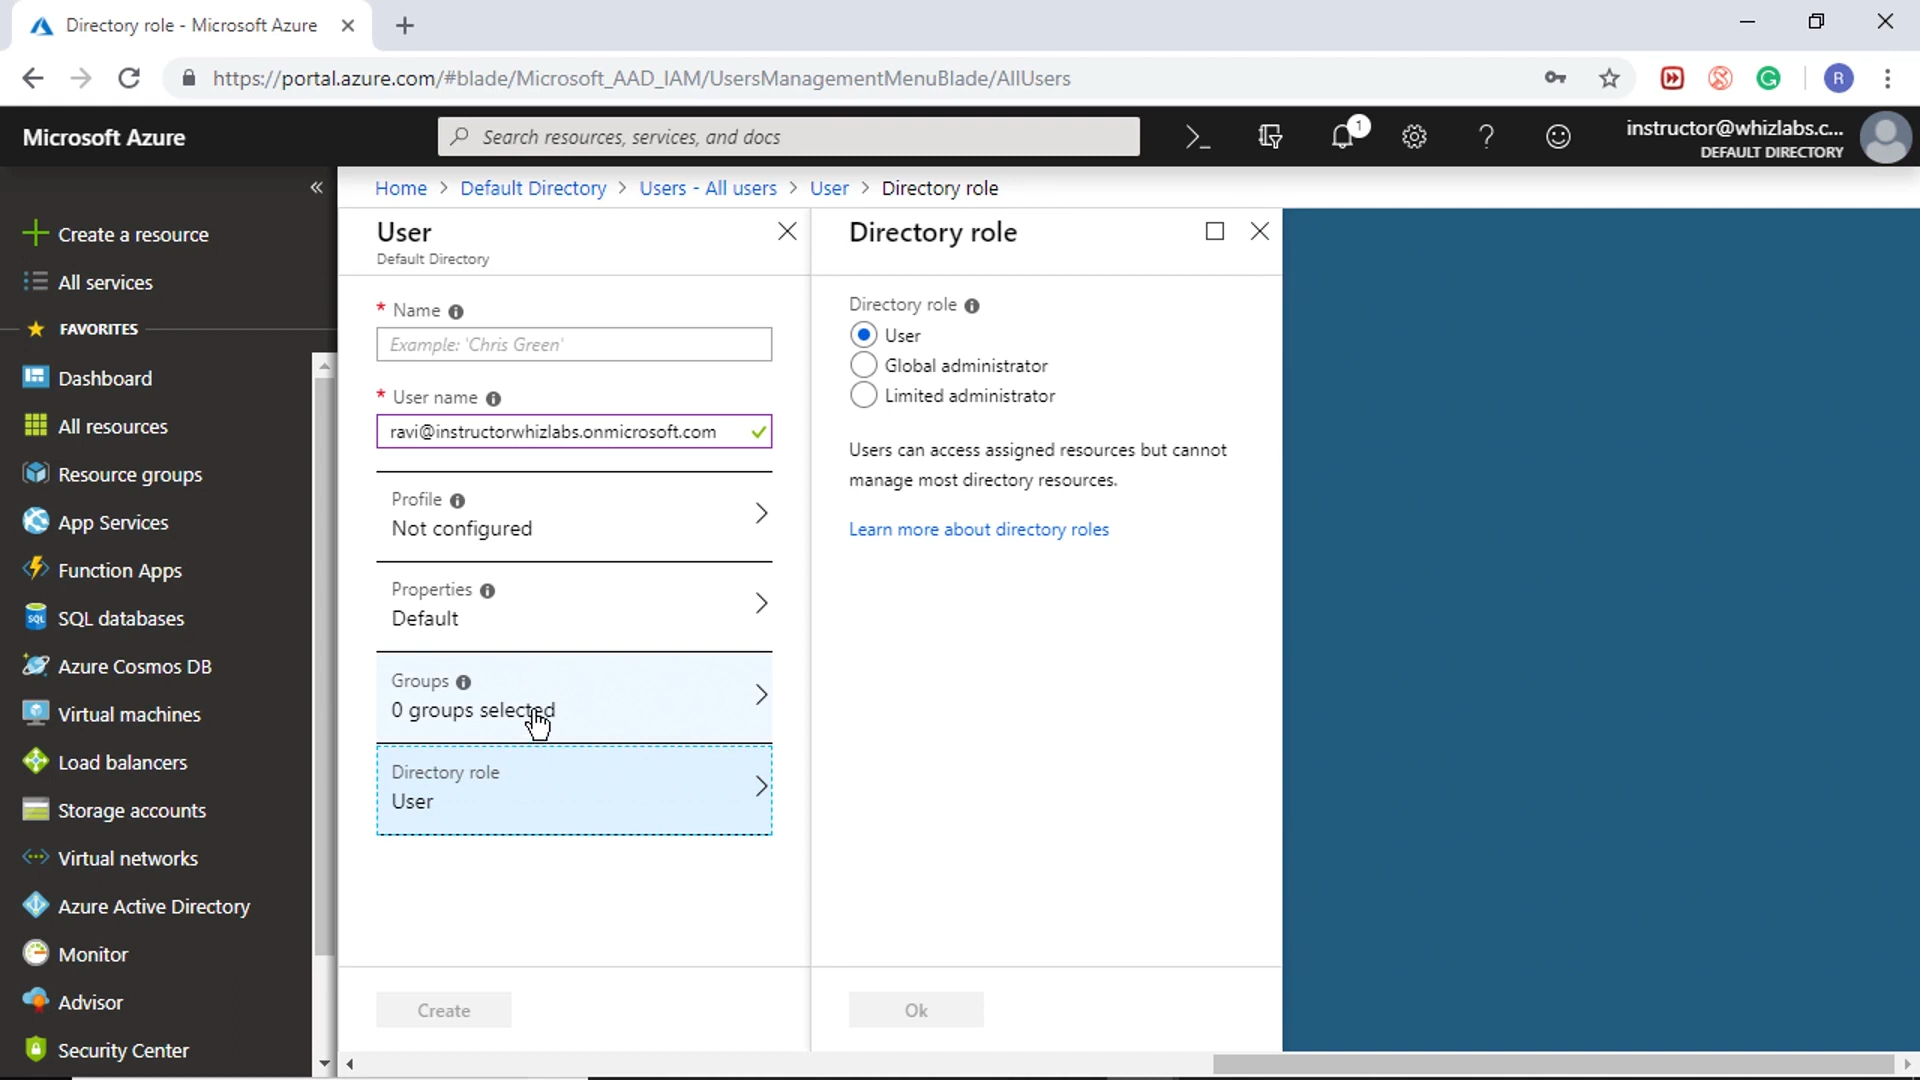 Directory role - Microsoft Azure
https://portal.azure.com/#blade/Microsoft_AAD_IAM/UsersManagementMenuBlade/AllUsers
R
Microsoft Azure
Search resources, services, and docs
1
instructor@whizlabs.c...
DEFAULT DIRECTORY
Home > Default Directory > Users - All users > User > Directory role
Create a resource
All services
FAVORITES
Dashboard
All resources
Resource groups
App Services
Function Apps
SQL databases
Azure Cosmos DB
Virtual machines
Load balancers
Storage accounts
Virtual networks
Azure Active Directory
Monitor
Advisor
Security Center
User
Default Directory
* Name
Example: 'Chris Green'
* User name
ravi@instructorwhizlabs.onmicrosoft.com
Profile
Not configured
Properties
Default
Groups
0 groups selected
Directory role
User
Create
Directory role
Directory role
User
Global administrator
Limited administrator
Users can access assigned resources but cannot
manage most directory resources.
Learn more about directory roles
Ok